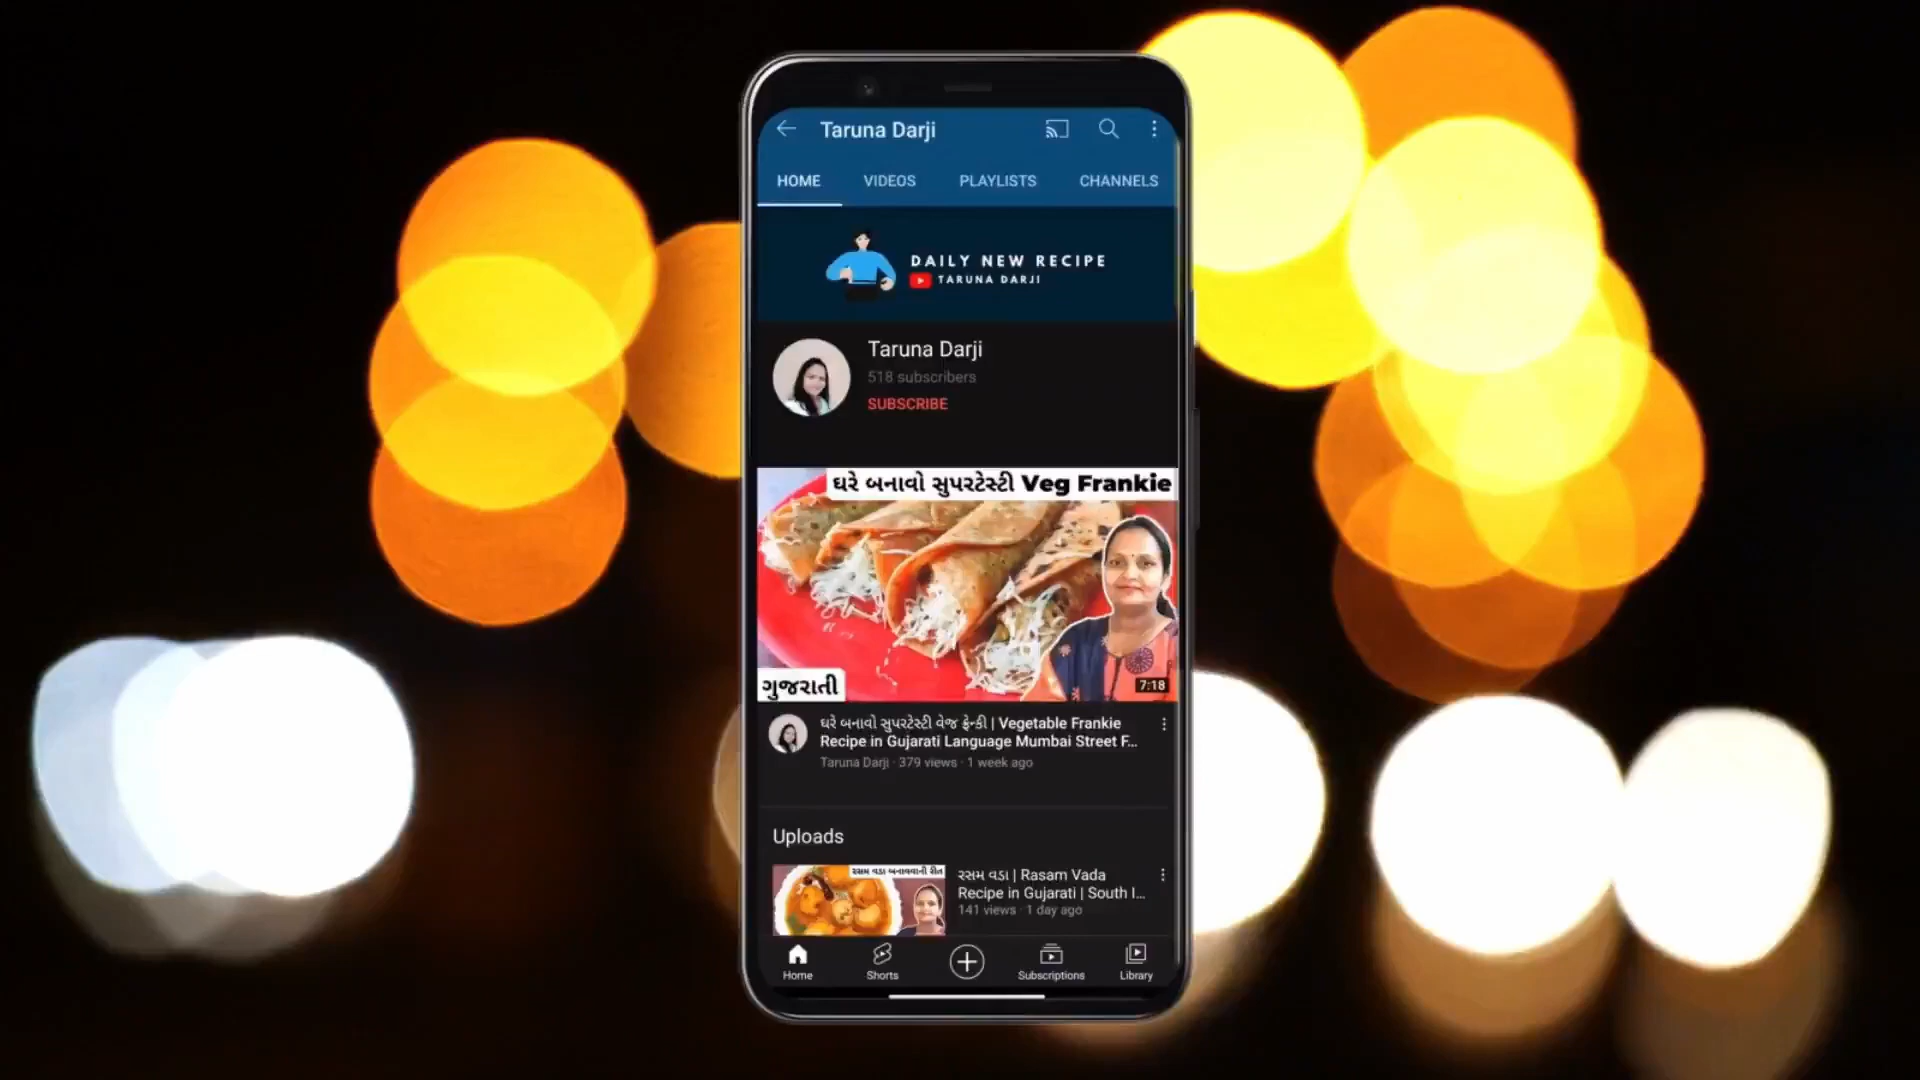 Taruna Darji
HOME VIDEOS PLAYLISTS CHANNELS
DAILY NEW RECIPE
TARUNA DARJI
Taruna Darji
518 subscribers
SUBSCRIBE
ઘરે બનાવો સુપરટેસ્ટી Veg Frankie
ગુજરાતી
7:18
ઘરે બનાવો સુપરટેસ્ટી વેજ ફ્રેન્કી | Vegetable Frankie
Recipe in Gujarati Language Mumbai Street F...
Taruna Darji · 379 views · 1 week ago
Uploads
રસમ વડા બનાવવાની રીત
રસમ વડા | Rasam Vada
Recipe in Gujarati | South I...
141 views · 1 day ago
Home Shorts Subscriptions Library